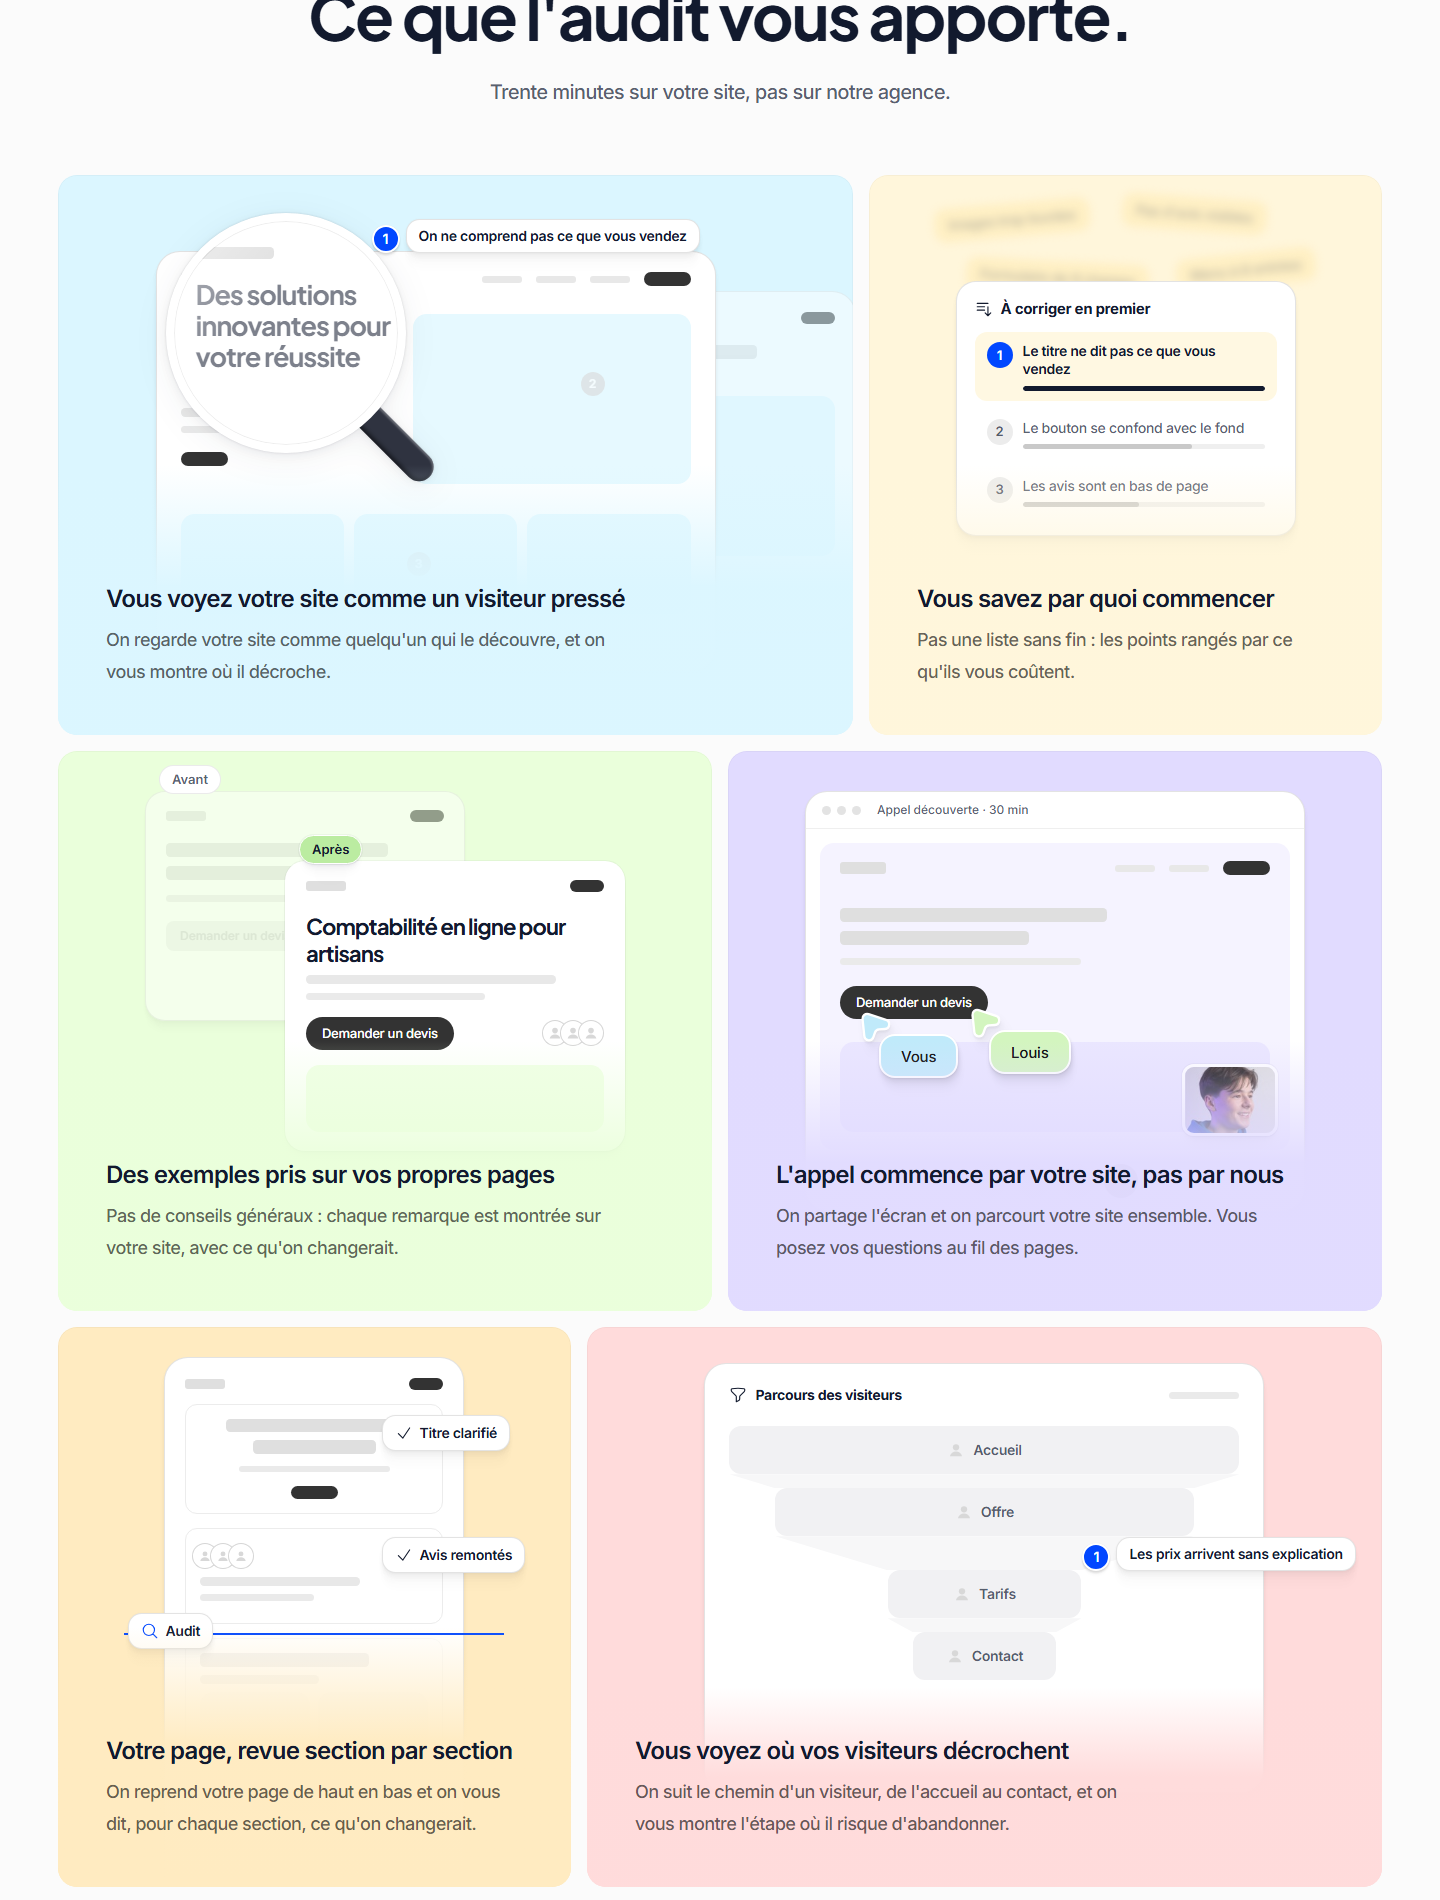 Ce que l'audit vous apporte.
Trente minutes sur votre site, pas sur notre agence.
1
On ne comprend pas ce que vous vendez
Des solutions
innovantes pour
votre réussite
2
3
Vous voyez votre site comme un visiteur pressé
On regarde votre site comme quelqu'un qui le découvre, et on
vous montre où il décroche.
À corriger en premier
1
Le titre ne dit pas ce que vous
vendez
2
Le bouton se confond avec le fond
3
Les avis sont en bas de page
Vous savez par quoi commencer
Pas une liste sans fin : les points rangés par ce
qu'ils vous coûtent.
Avant
Demander un devi
Après
Comptabilité en ligne pour
artisans
Demander un devis
Des exemples pris sur vos propres pages
Pas de conseils généraux : chaque remarque est montrée sur
votre site, avec ce qu'on changerait.
Appel découverte · 30 min
Demander un devis
Vous
Louis
L'appel commence par votre site, pas par nous
On partage l'écran et on parcourt votre site ensemble. Vous
posez vos questions au fil des pages.
Titre clarifié
Avis remontés
Audit
Votre page, revue section par section
On reprend votre page de haut en bas et on vous
dit, pour chaque section, ce qu'on changerait.
Parcours des visiteurs
Accueil
Offre
1
Les prix arrivent sans explication
Tarifs
Contact
Vous voyez où vos visiteurs décrochent
On suit le chemin d'un visiteur, de l'accueil au contact, et on
vous montre l'étape où il risque d'abandonner.